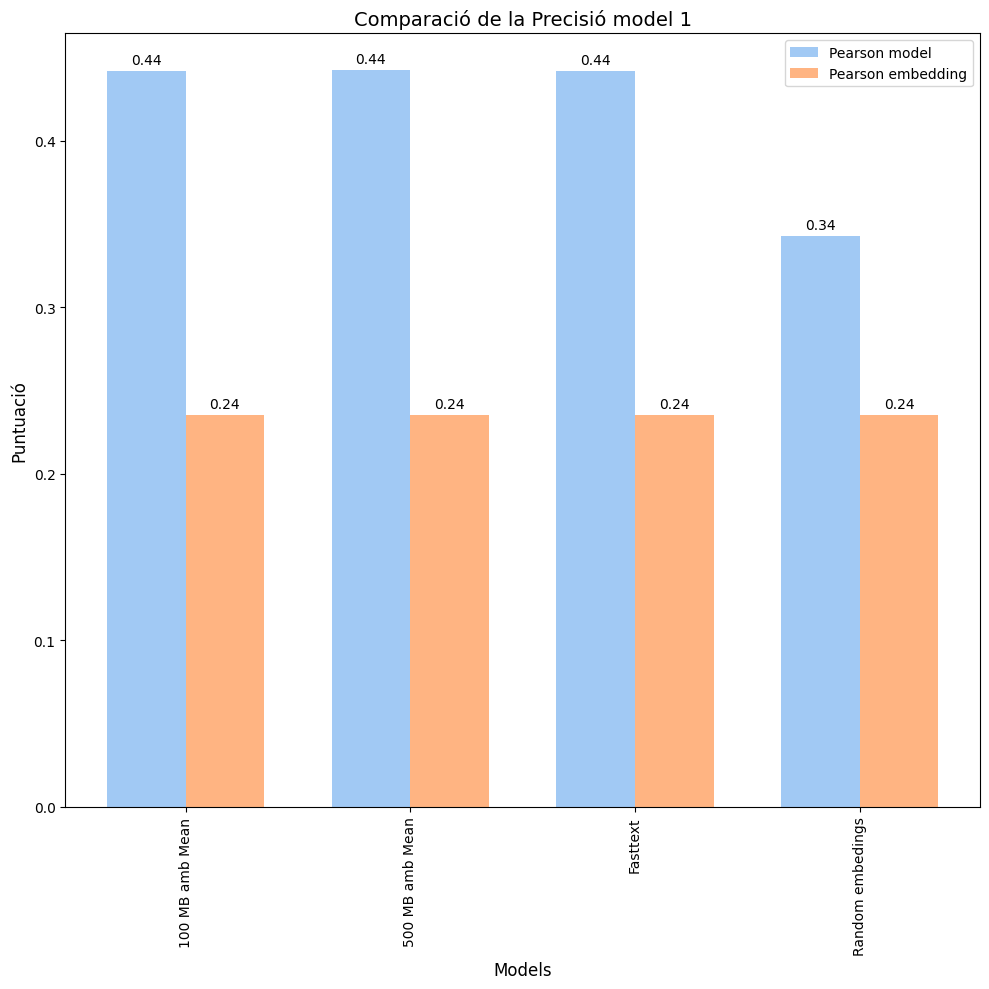 Comparació de la Precisió model 1
Pearson model
Pearson embedding
0.44
0.44
0.44
0.34
0.24
0.24
0.24
0.24
0.4
0.3
0.2
0.1
0.0
Puntuació
100 MB amb Mean
500 MB amb Mean
Fasttext
Random embedings
Models